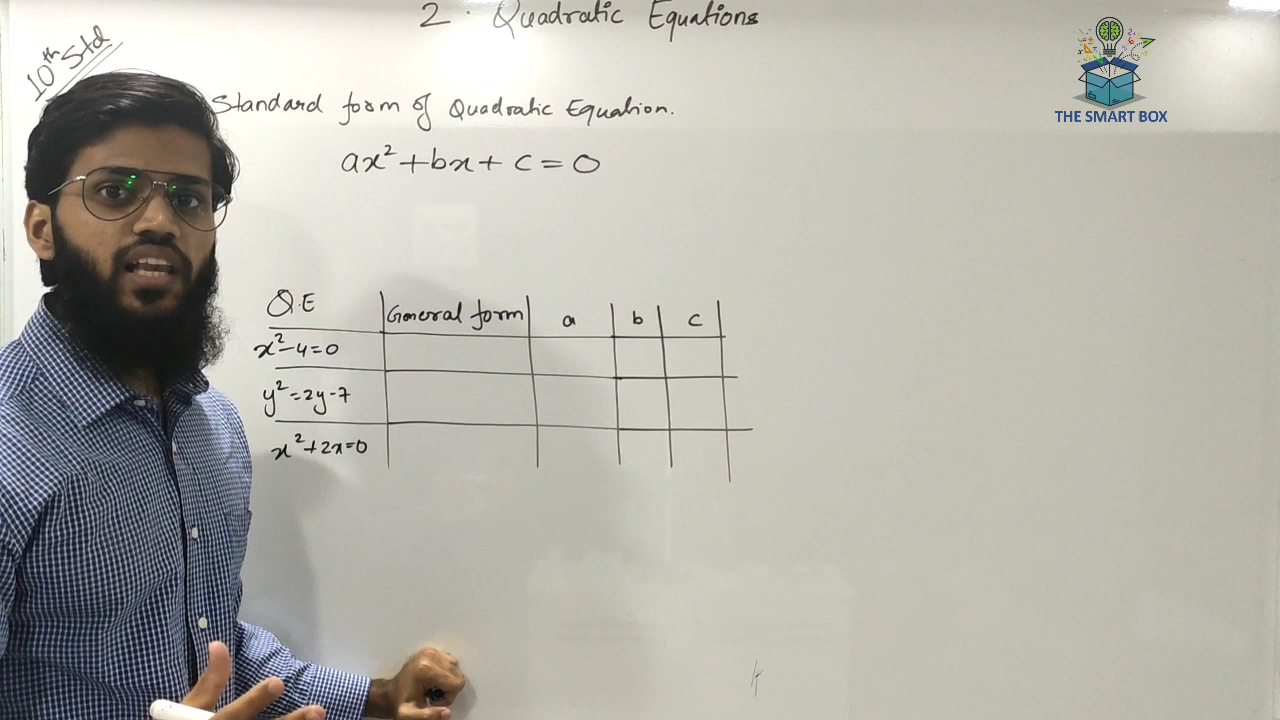 2. Quadratic Equations
10th Std
THE SMART BOX
Standard form of Quadratic Equation.
ax²+bx+c=0
Q.E General form a b c
x²-4=0
y²=2y-7
x²+2x=0